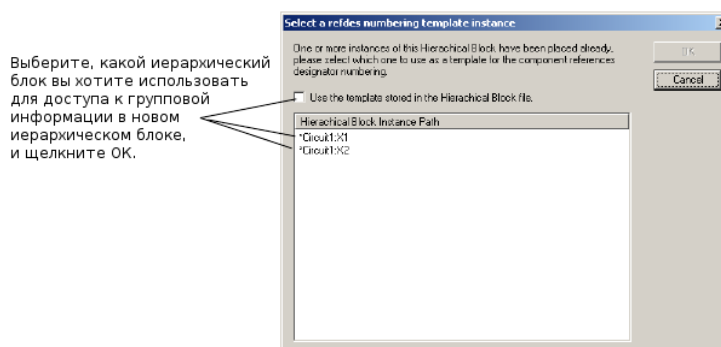 Select a refdes numbering template instance
One or more instances of this Hierachical Block have been placed already,
please select which one to use as a template for the component references
designator numbering.
OK
Cancel
Use the template stored in the Hierachical Block file.
Hierachical Block Instance Path
*Circuit1:X1
*Circuit1:X2
Выберите, какой иерархический
блок вы хотите использовать
для доступа к групповой
информации в новом
иерархическом блоке,
и щелкните ОК.